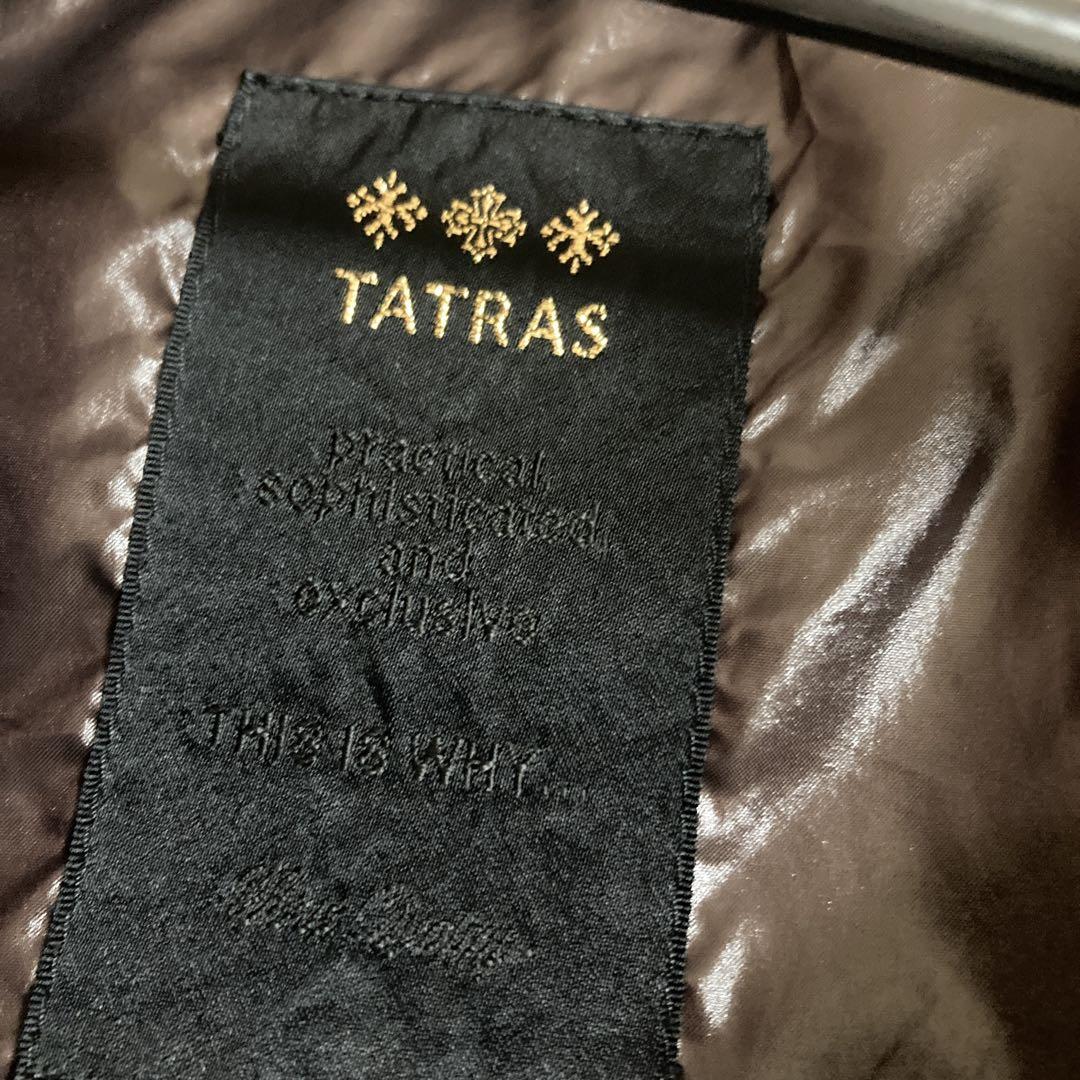 TATRAS
practical,
sophisticated,
and
exclusive
THIS IS WHY...